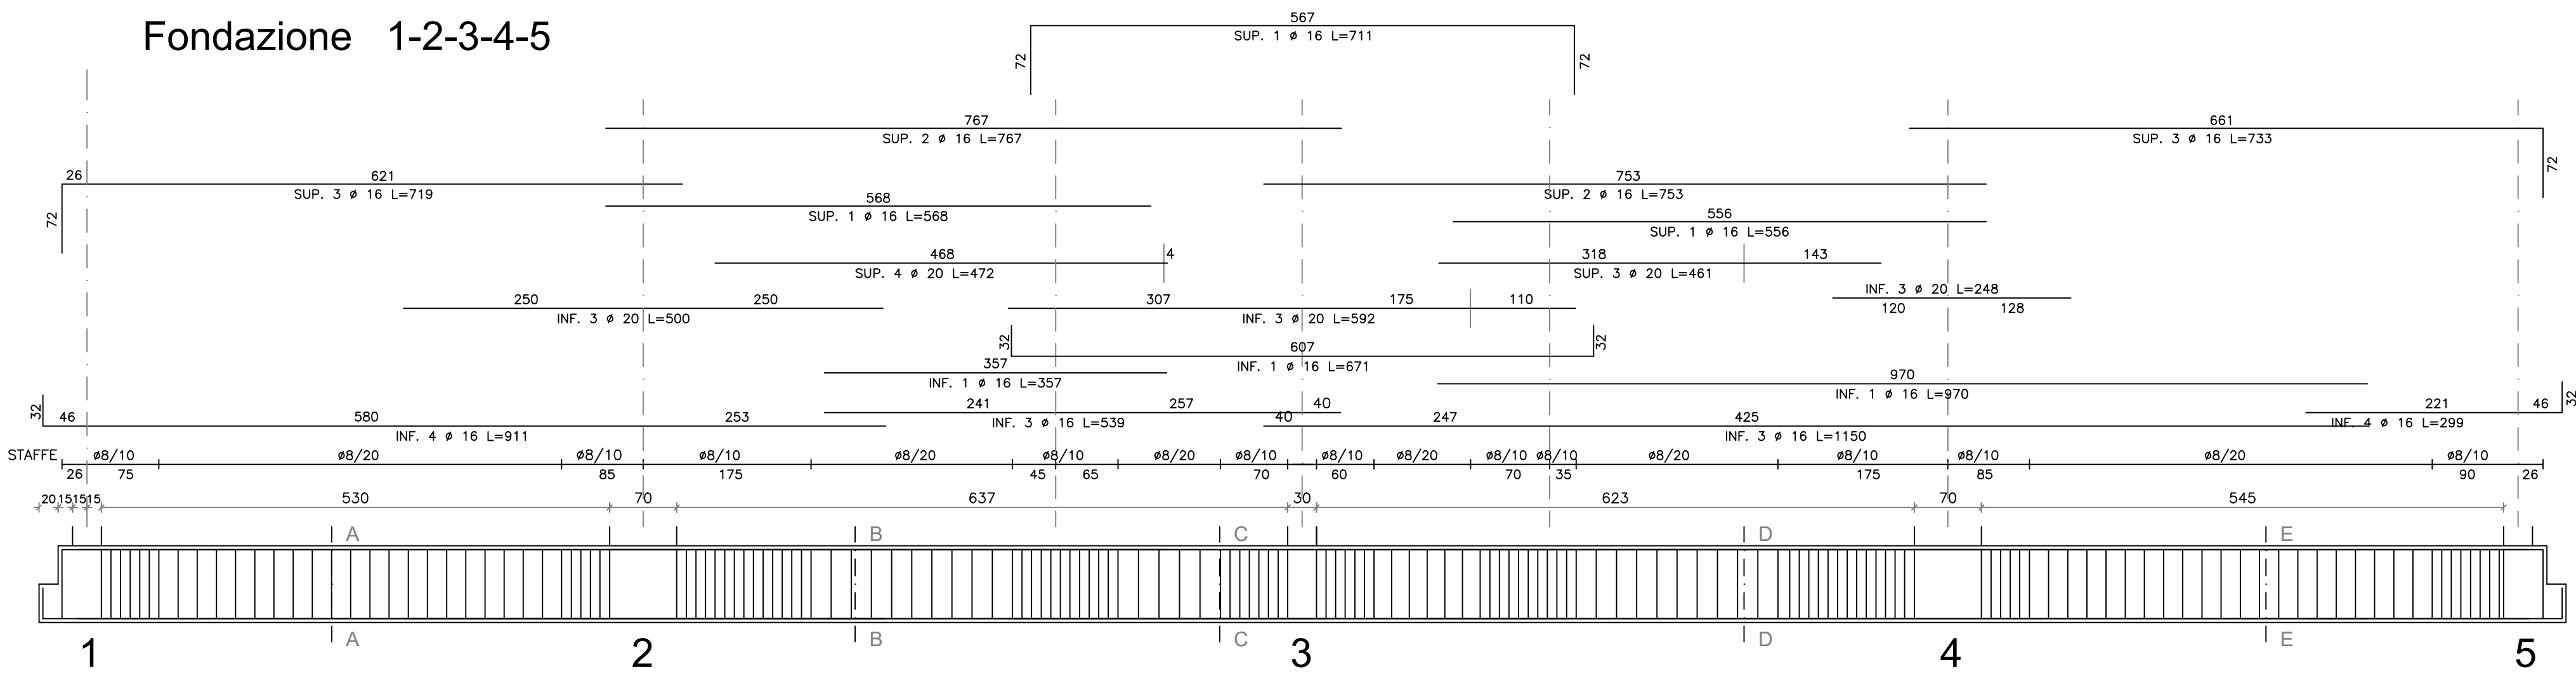 Fondazione 1-2-3-4-5
567
SUP. 1 ø 16 L=711
72
72
767
SUP. 2 ø 16 L=767
661
SUP. 3 ø 16 L=733
72
26
621
SUP. 3 ø 16 L=719
72
753
SUP. 2 ø 16 L=753
568
SUP. 1 ø 16 L=568
556
SUP. 1 ø 16 L=556
468
4
SUP. 4 ø 20 L=472
318
143
SUP. 3 ø 20 L=461
INF. 3 ø 20 L=248
120
128
250
250
INF. 3 ø 20 L=500
307
175
110
INF. 3 ø 20 L=592
32
607
32
INF. 1 ø 16 L=671
357
INF. 1 ø 16 L=357
970
INF. 1 ø 16 L=970
241
257
40
INF. 3 ø 16 L=539
221
46
32
INF. 4 ø 16 L=299
32
46
580
253
INF. 4 ø 16 L=911
40
247
425
INF. 3 ø 16 L=1150
STAFFE ø8/10 ø8/20 ø8/10 ø8/10 ø8/20 ø8/10 ø8/20 ø8/10 ø8/10 ø8/20 ø8/10 ø8/10 ø8/20 ø8/10 ø8/10 ø8/20 ø8/10
26 75 85 175 45 65 70 60 70 35 175 85 90 26
20 15 15 15 530 70 637 30 623 70 545
A B C D E
A B C D E
1 2 3 4 5